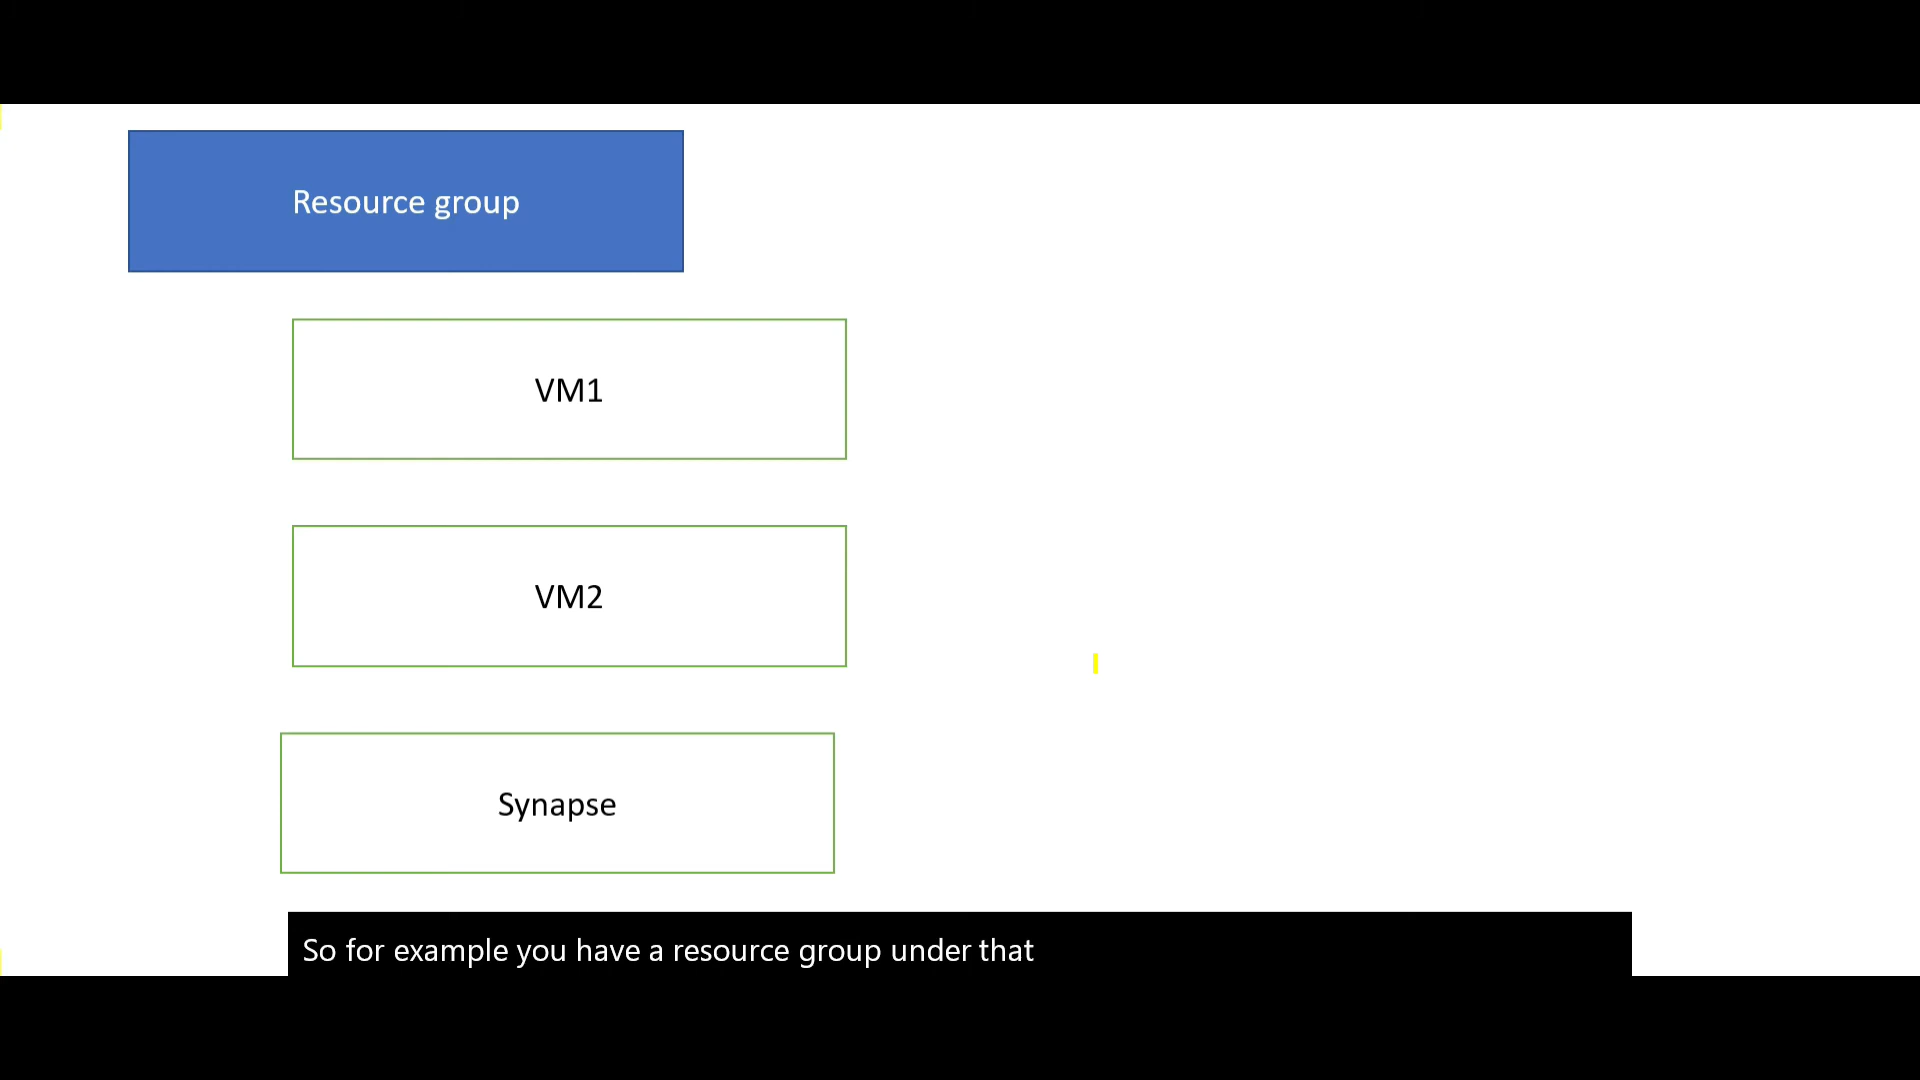 Resource group
VM1
VM2
Synapse
So for example you have a resource group under that